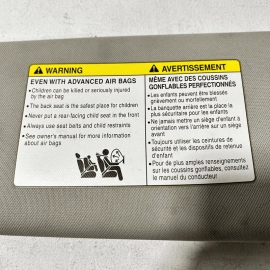 WARNING
EVEN WITH ADVANCED AIR BAGS
• Children can be killed or seriously injured
by the air bag
• The back seat is the safest place for children
• Never put a rear-facing child seat in the front
• Always use seat belts and child restraints
• See owner's manual for more information
about air bags
AVERTISSEMENT
MÊME AVEC DES COUSSINS
GONFLABLES PERFECTIONNÉS
• Les enfants peuvent être blessés
grièvement ou mortellement
• La banquette arrière est la place la
plus sécuritaire pour les enfants
• Ne jamais mettre un siège d'enfant à
orientation vers l'arrière sur un siège
avant
• Toujours utiliser les ceintures de
sécurité et les dispositifs de retenue
d'enfant
• Pour de plus amples renseignements
sur les coussins gonflables, consultez
le manuel du conducteur